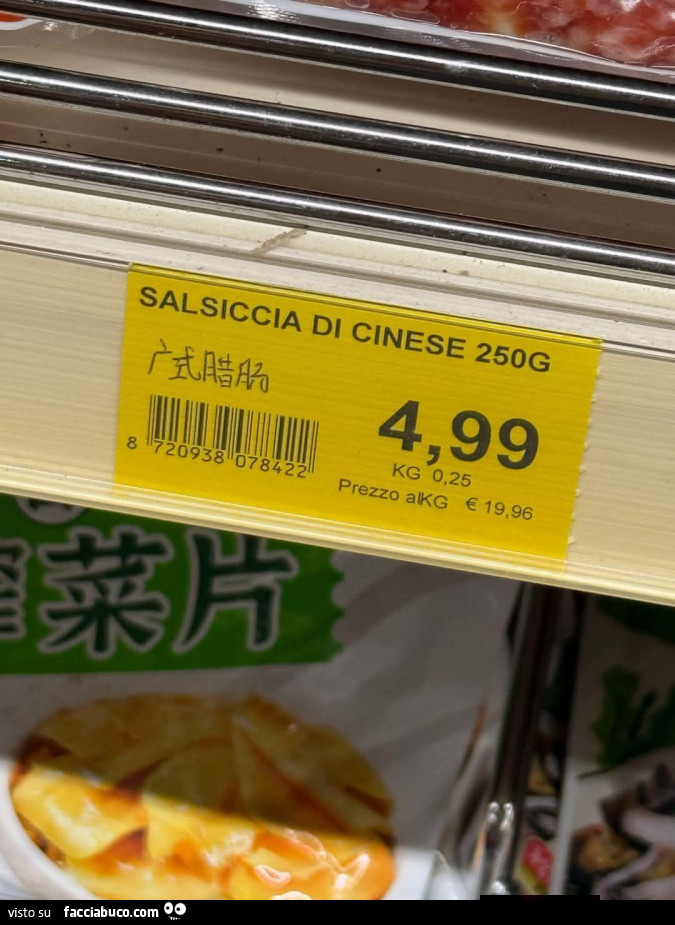 SALSICCIA DI CINESE 250G
广式腊肠
4,99
8 720938 078422
KG 0,25
Prezzo alKG € 19,96
菜片
visto su facciabuco.com